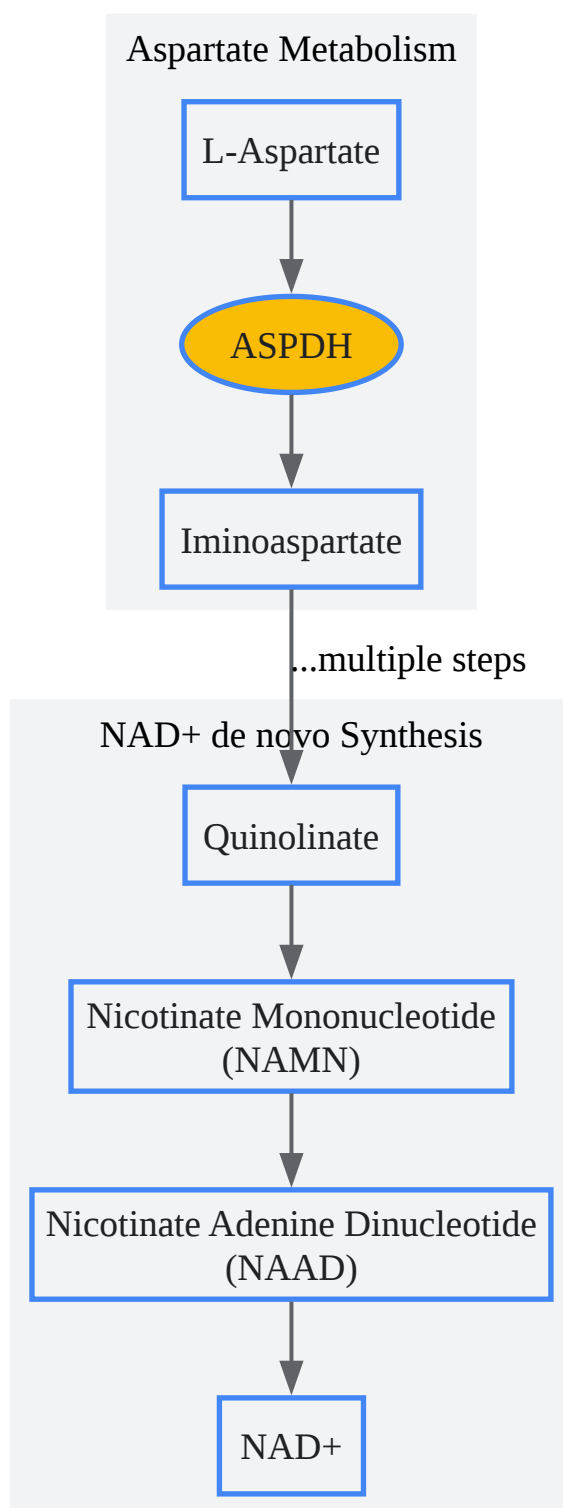 Aspartate Metabolism
L-Aspartate
ASPDH
Iminoaspartate
...multiple steps
NAD+ de novo Synthesis
Quinolinate
Nicotinate Mononucleotide
(NAMN)
Nicotinate Adenine Dinucleotide
(NAAD)
NAD+